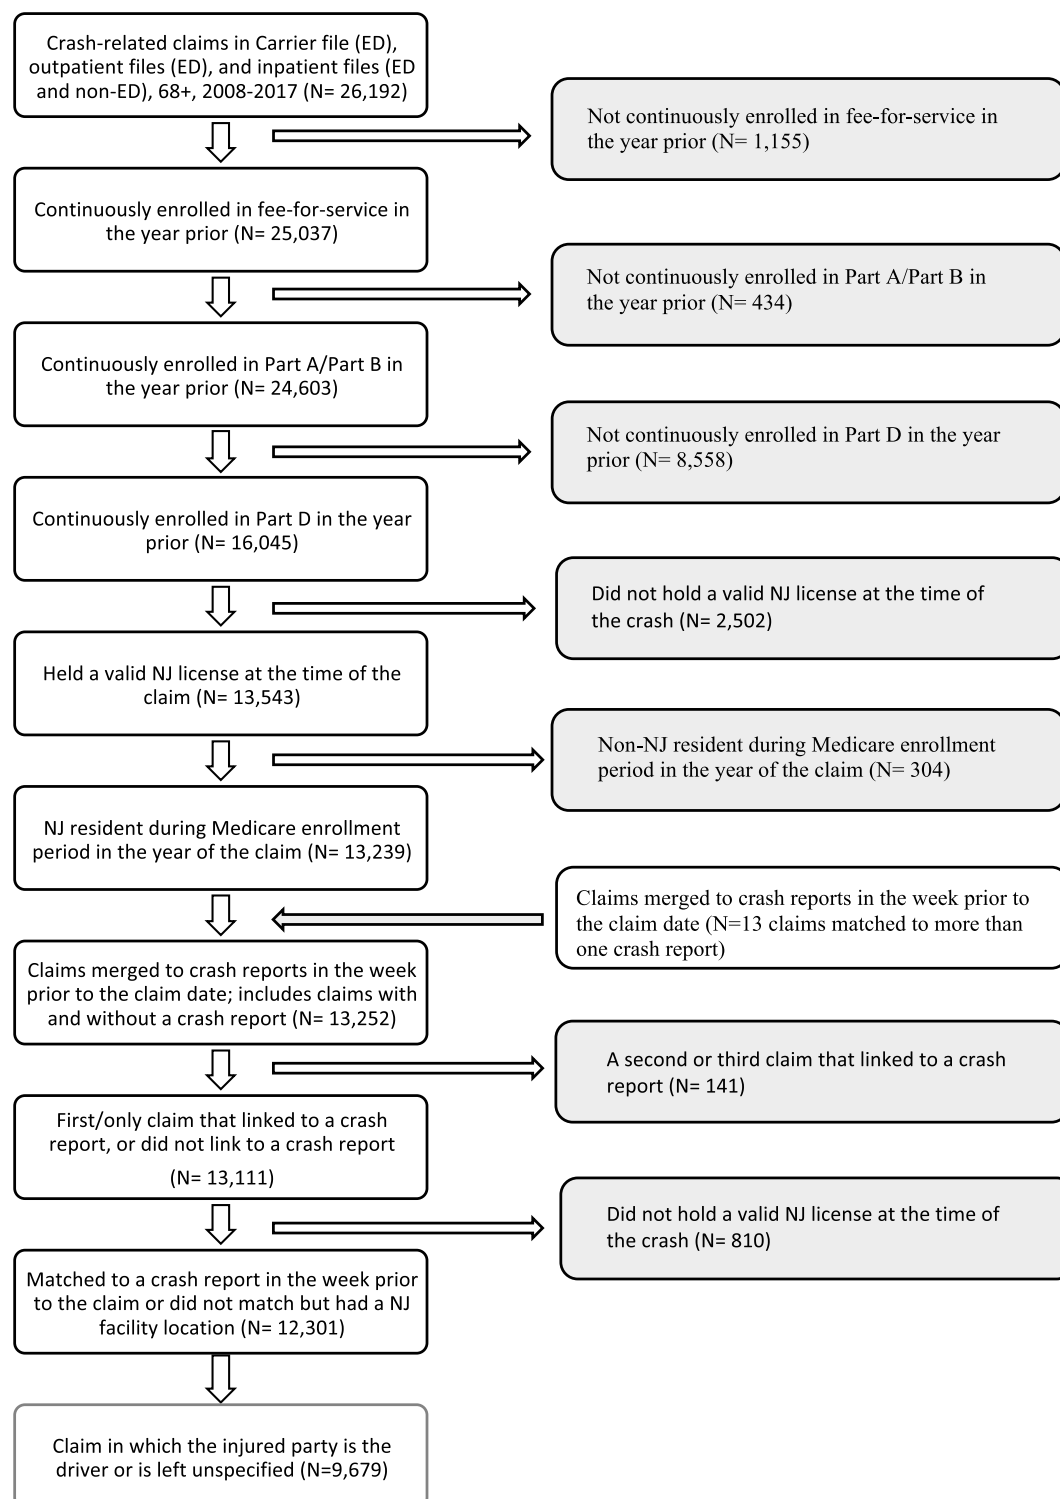 Crash-related claims in Carrier file (ED),
outpatient files (ED), and inpatient files (ED
and non-ED), 68+, 2008-2017 (N= 26,192)
Not continuously enrolled in fee-for-service in
the year prior (N= 1,155)
Continuously enrolled in fee-for-service in
the year prior (N= 25,037)
Not continuously enrolled in Part A/Part B in
the year prior (N= 434)
Continuously enrolled in Part A/Part B in
the year prior (N= 24,603)
Not continuously enrolled in Part D in the year
prior (N= 8,558)
Continuously enrolled in Part D in the year
prior (N= 16,045)
Did not hold a valid NJ license at the time of
the crash (N= 2,502)
Held a valid NJ license at the time of the
claim (N= 13,543)
Non-NJ resident during Medicare enrollment
period in the year of the claim (N= 304)
NJ resident during Medicare enrollment
period in the year of the claim (N= 13,239)
Claims merged to crash reports in the week prior to
the claim date (N=13 claims matched to more than
one crash report)
Claims merged to crash reports in the week
prior to the claim date; includes claims with
and without a crash report (N= 13,252)
A second or third claim that linked to a crash
report (N= 141)
First/only claim that linked to a crash
report, or did not link to a crash report
(N= 13,111)
Did not hold a valid NJ license at the time of
the crash (N= 810)
Matched to a crash report in the week prior
to the claim or did not match but had a NJ
facility location (N= 12,301)
Claim in which the injured party is the
driver or is left unspecified (N=9,679)